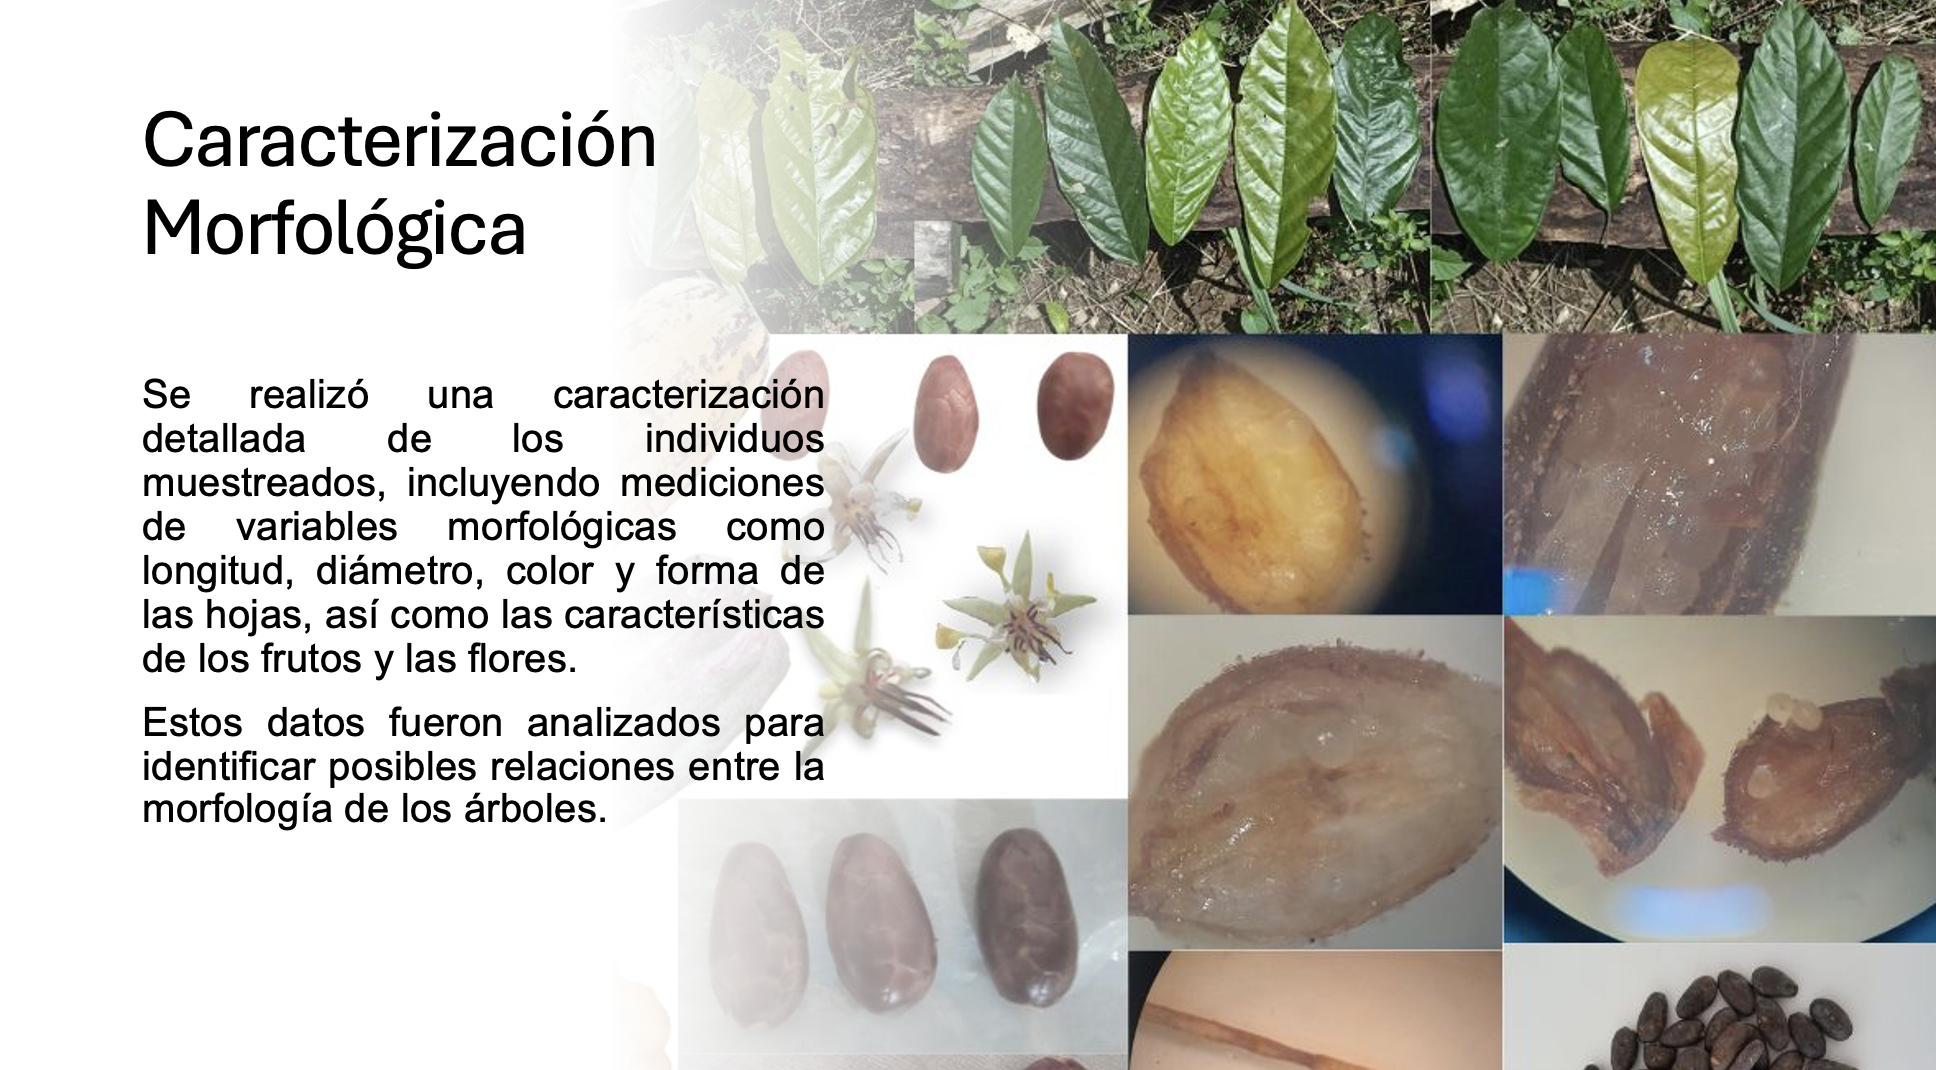 Caracterización
Morfológica
Se realizó una caracterización
detallada de los individuos
muestreados, incluyendo mediciones
de variables morfológicas como
longitud, diámetro, color y forma de
las hojas, así como las características
de los frutos y las flores.
Estos datos fueron analizados para
identificar posibles relaciones entre la
morfología de los árboles.